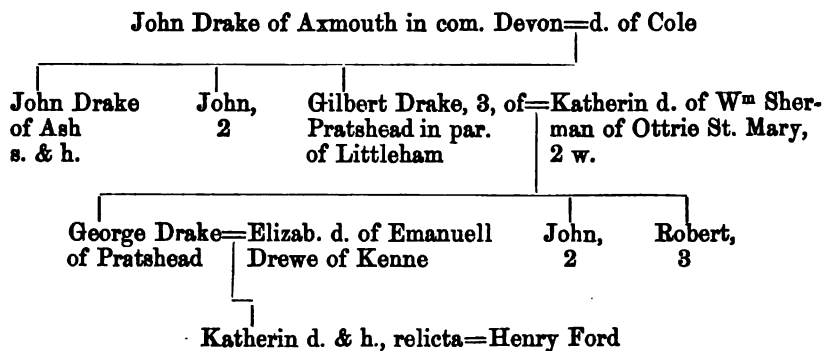 John Drake of Axmouth in com. Devon=d. of Cole
John Drake of Ash s. & h.
John, 2
Gilbert Drake, 3, of Pratshead in par. of Littleham
=Katherin d. of Wᵐ Sherman of Ottrie St. Mary, 2 w.
George Drake of Pratshead
=Elizab. d. of Emanuell Drewe of Kenne
John, 2
Robert, 3
Katherin d. & h., relicta=Henry Ford